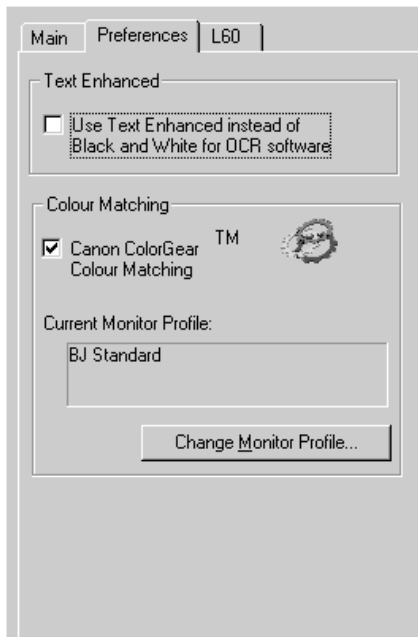 Main Preferences L60
Text Enhanced
Use Text Enhanced instead of
Black and White for OCR software
Colour Matching
Canon ColorGear TM
Colour Matching
Current Monitor Profile:
BJ Standard
Change Monitor Profile...